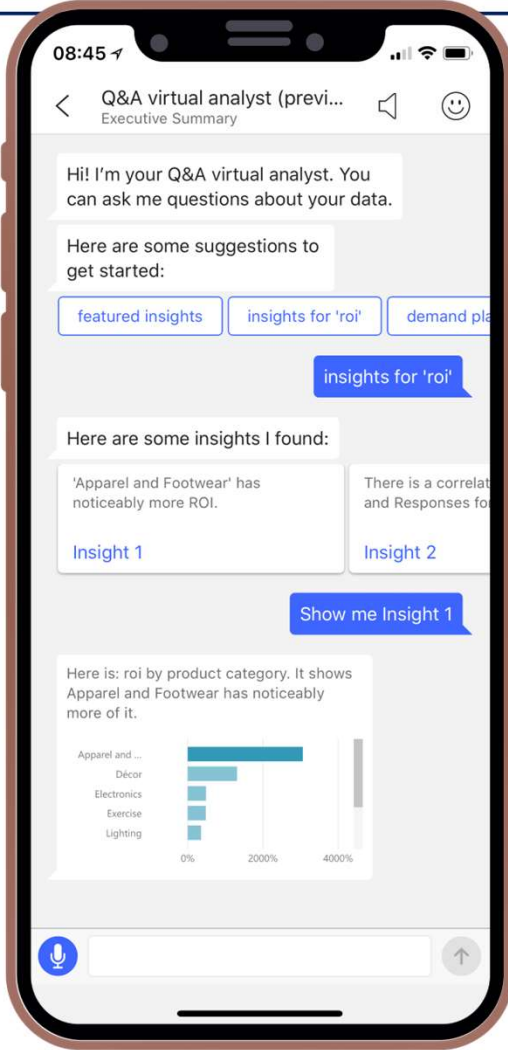 08:45
Q&A virtual analyst (previ...
Executive Summary
Hi! I'm your Q&A virtual analyst. You
can ask me questions about your data.
Here are some suggestions to
get started:
featured insights
insights for 'roi'
demand pla
insights for 'roi'
Here are some insights I found:
'Apparel and Footwear' has
noticeably more ROI.
Insight 1
There is a correlat
and Responses fo
Insight 2
Show me Insight 1
Here is: roi by product category. It shows
Apparel and Footwear has noticeably
more of it.
Apparel and ...
Décor
Electronics
Exercise
Lighting
0% 2000% 4000%